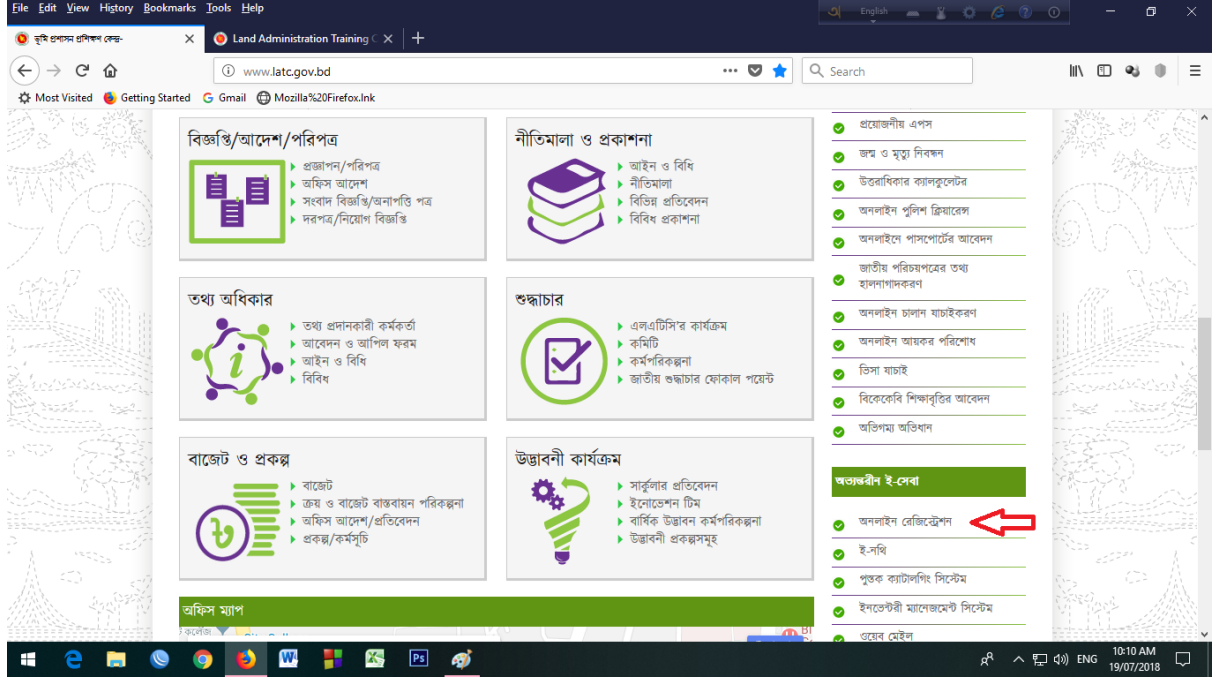 File Edit View History Bookmarks Tools Help
English
ভূমি প্রশাসন প্রশিক্ষণ কেন্দ্র-
Land Administration Training C
www.latc.gov.bd
Search
Most Visited Getting Started Gmail Mozilla%20Firefox.lnk
বিজ্ঞপ্তি/আদেশ/পরিপত্র
প্রজ্ঞাপন/পরিপত্র
অফিস আদেশ
সংবাদ বিজ্ঞপ্তি/অনাপত্তি পত্র
দরপত্র/নিয়োগ বিজ্ঞপ্তি
নীতিমালা ও প্রকাশনা
আইন ও বিধি
নীতিমালা
বিভিন্ন প্রতিবেদন
বিবিধ প্রকাশনা
তথ্য অধিকার
তথ্য প্রদানকারী কর্মকর্তা
আবেদন ও আপিল ফরম
আইন ও বিধি
বিবিধ
শুদ্ধাচার
এলএটিসি'র কার্যক্রম
কমিটি
কর্মপরিকল্পনা
জাতীয় শুদ্ধাচার ফোকাল পয়েন্ট
বাজেট ও প্রকল্প
বাজেট
ক্রয় ও বাজেট বাস্তবায়ন পরিকল্পনা
অফিস আদেশ/প্রতিবেদন
প্রকল্প/কর্মসূচি
উদ্ভাবনী কার্যক্রম
সার্কুলার প্রতিবেদন
ইনোভেশন টিম
বার্ষিক উদ্ভাবন কর্মপরিকল্পনা
উদ্ভাবনী প্রকল্পসমূহ
অফিস ম্যাপ
প্রয়োজনীয় এপস
জন্ম ও মৃত্যু নিবন্ধন
উত্তরাধিকার ক্যালকুলেটর
অনলাইন পুলিশ ক্লিয়ারেন্স
অনলাইনে পাসপোর্টের আবেদন
জাতীয় পরিচয়পত্রের তথ্য
হালনাগাদকরণ
অনলাইন চালান যাচাইকরণ
অনলাইন আয়কর পরিশোধ
ভিসা যাচাই
বিকেকেবি শিক্ষাবৃত্তির আবেদন
অভিগম্য অভিধান
অভ্যন্তরীন ই-সেবা
অনলাইন রেজিস্ট্রেশন
ই-নথি
পুস্তক ক্যাটালগিং সিস্টেম
ইনভেন্টরী ম্যানেজমেন্ট সিস্টেম
ওয়েব মেইল
ENG
10:10 AM
19/07/2018